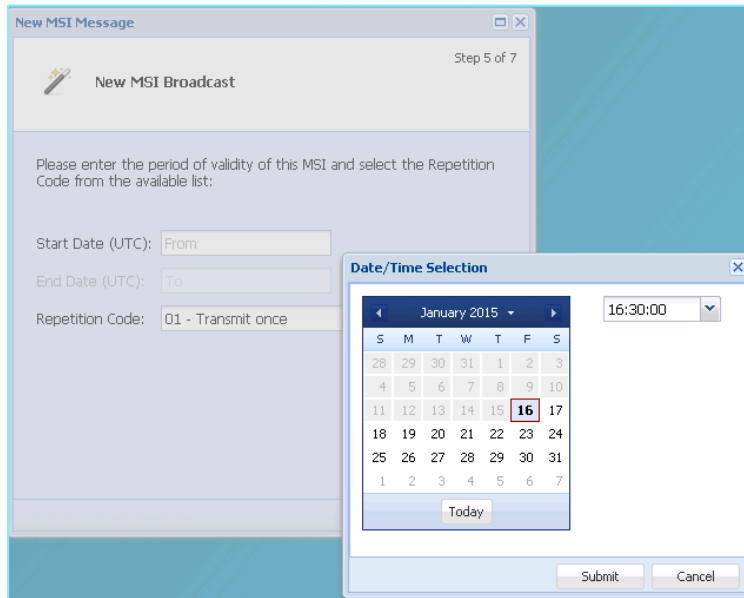 New MSI Message
Step 5 of 7
New MSI Broadcast
Please enter the period of validity of this MSI and select the Repetition
Code from the available list:
Start Date (UTC): From
End Date (UTC): To
Repetition Code: 01 - Transmit once
Date/Time Selection
January 2015
16:30:00
S M T W T F S
28 29 30 31 1 2 3
4 5 6 7 8 9 10
11 12 13 14 15 16 17
18 19 20 21 22 23 24
25 26 27 28 29 30 31
1 2 3 4 5 6 7
Today
Submit Cancel